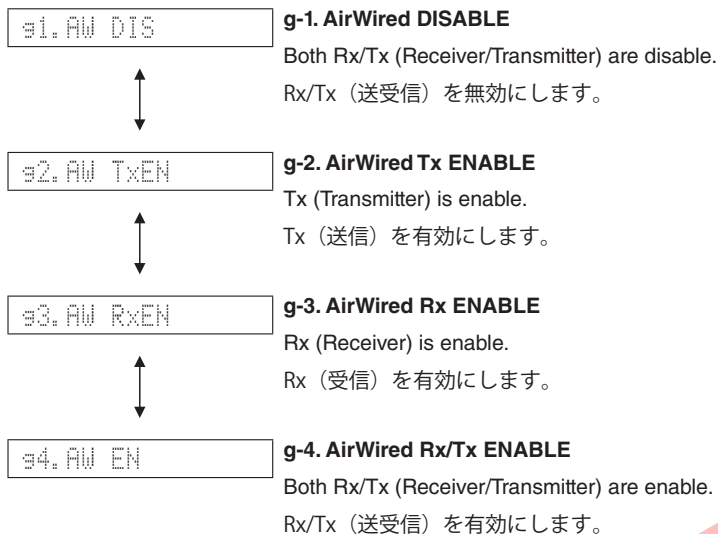 g1.AW DIS
g-1. AirWired DISABLE
Both Rx/Tx (Receiver/Transmitter) are disable.
Rx/Tx（送受信）を無効にします。
g2.AW TxEN
g-2. AirWired Tx ENABLE
Tx (Transmitter) is enable.
Tx（送信）を有効にします。
g3.AW RxEN
g-3. AirWired Rx ENABLE
Rx (Receiver) is enable.
Rx（受信）を有効にします。
g4.AW EN
g-4. AirWired Rx/Tx ENABLE
Both Rx/Tx (Receiver/Transmitter) are enable.
Rx/Tx（送受信）を有効にします。